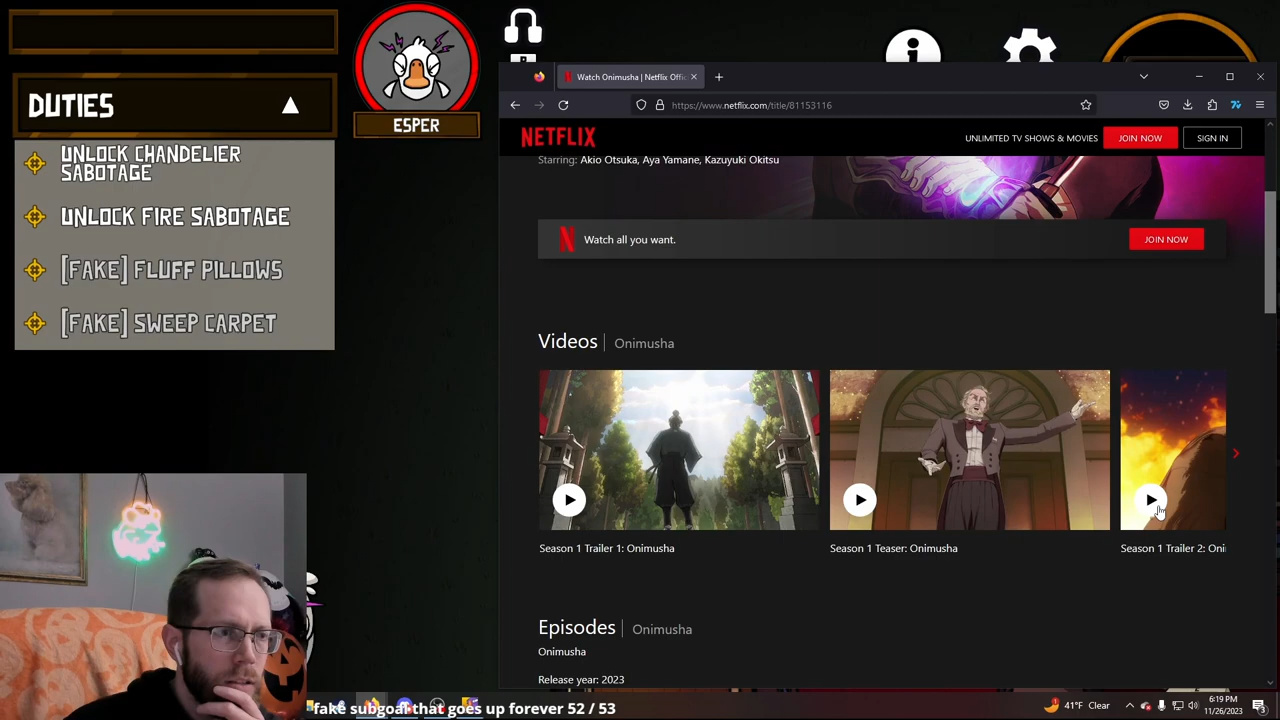 DUTIES
UNLOCK CHANDELIER
SABOTAGE
UNLOCK FIRE SABOTAGE
[FAKE] FLUFF PILLOWS
[FAKE] SWEEP CARPET
ESPER
Watch Onimusha | Netflix Offic
https://www.netflix.com/title/81153116
NETFLIX
UNLIMITED TV SHOWS & MOVIES
JOIN NOW
SIGN IN
Starring: Akio Otsuka, Aya Yamane, Kazuyuki Okitsu
N
Watch all you want.
JOIN NOW
Videos | Onimusha
Season 1 Trailer 1: Onimusha
Season 1 Teaser: Onimusha
Season 1 Trailer 2: Oni
Episodes | Onimusha
Onimusha
Release year: 2023
fake subgoal that goes up forever 52 / 53
41°F Clear
6:19 PM
11/26/2023